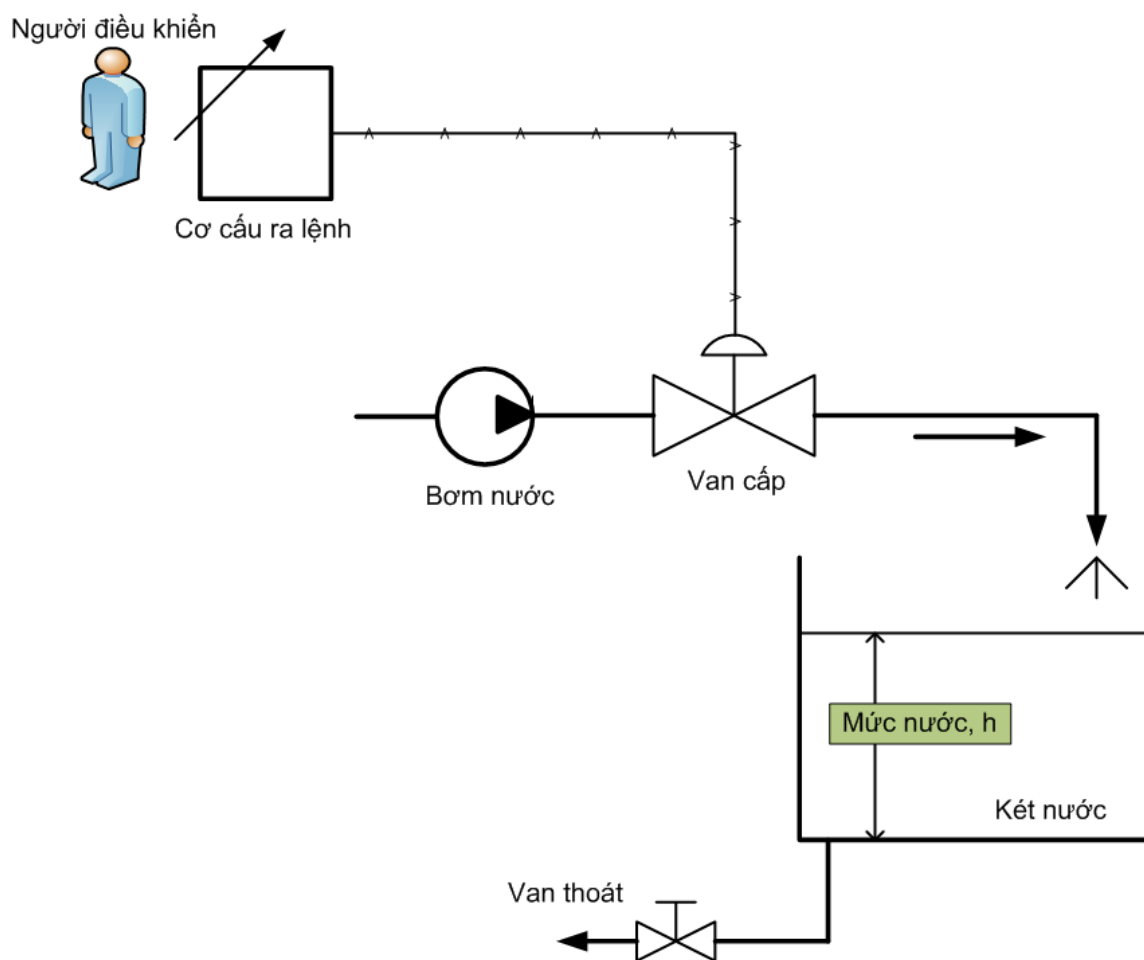 Người điều khiển
Cơ cấu ra lệnh
Bơm nước
Van cấp
Mức nước, h
Két nước
Van thoát